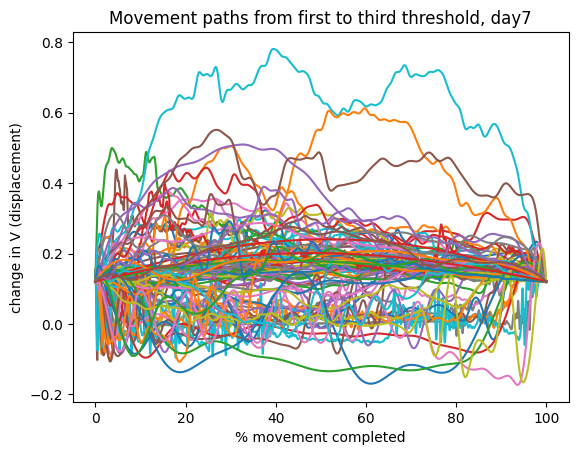 Movement paths from first to third threshold, day7
change in V (displacement)
0.8
0.6
0.4
0.2
0.0
−0.2
0 20 40 60 80 100
% movement completed